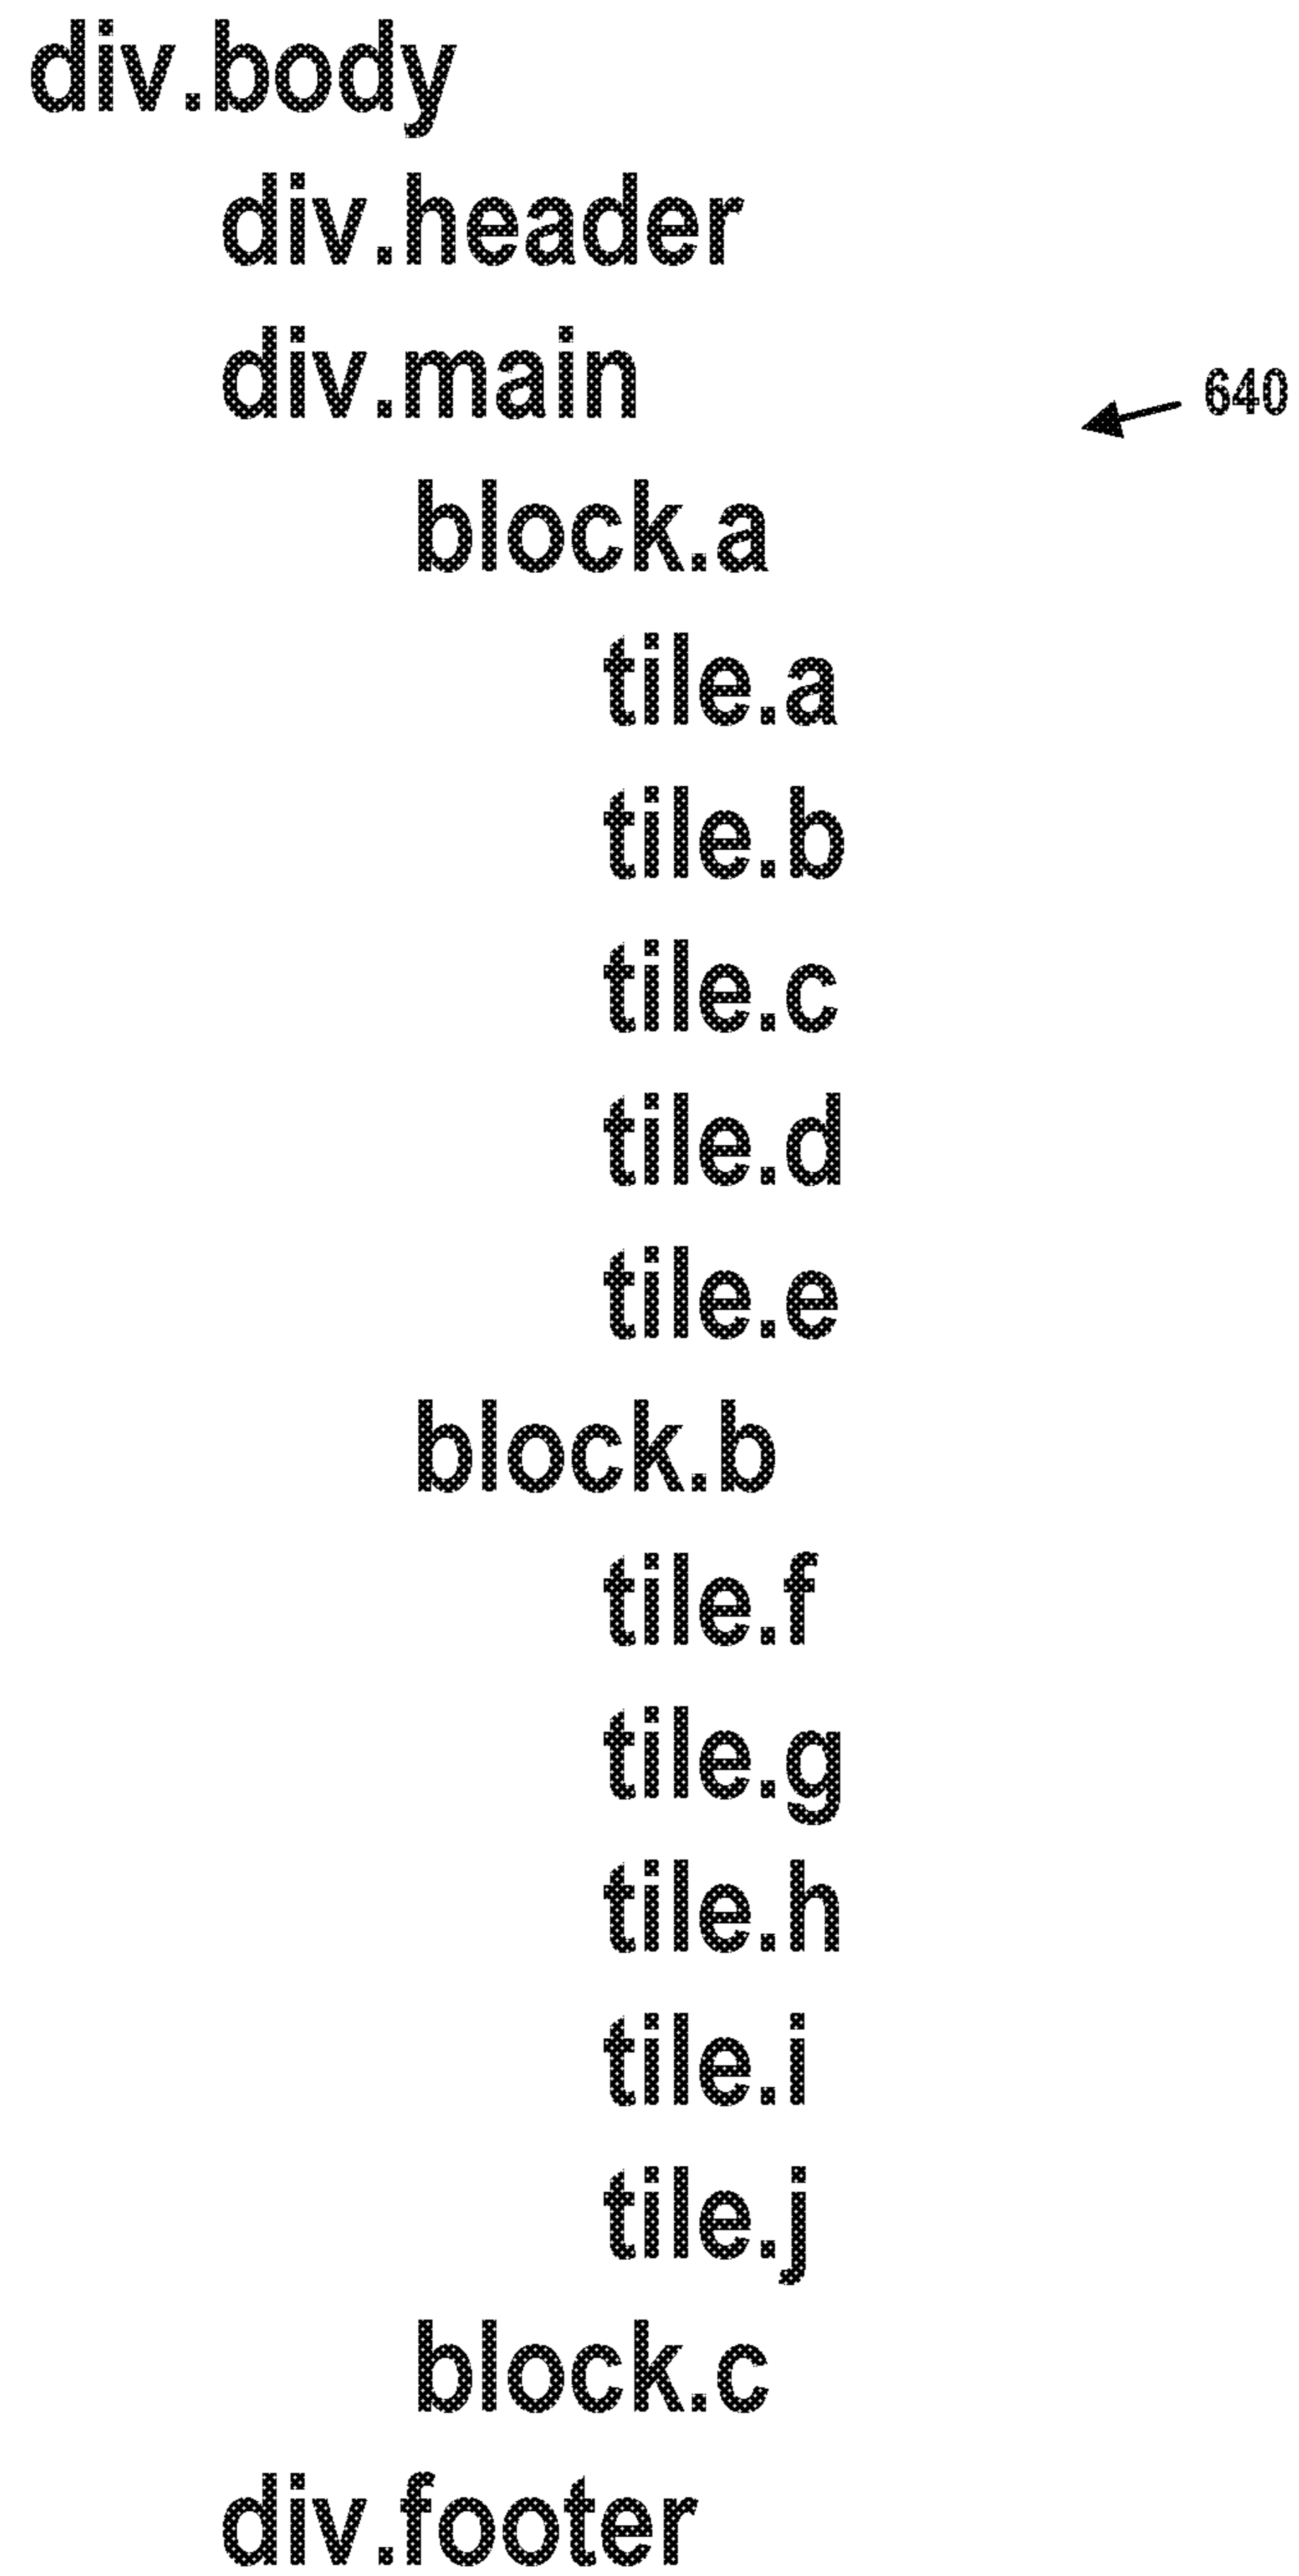 div.body
div.header
div.main
640
block.a
tile.a
tile.b
tile.c
tile.d
tile.e
block.b
tile.f
tile.g
tile.h
tile.i
tile.j
block.c
div.footer